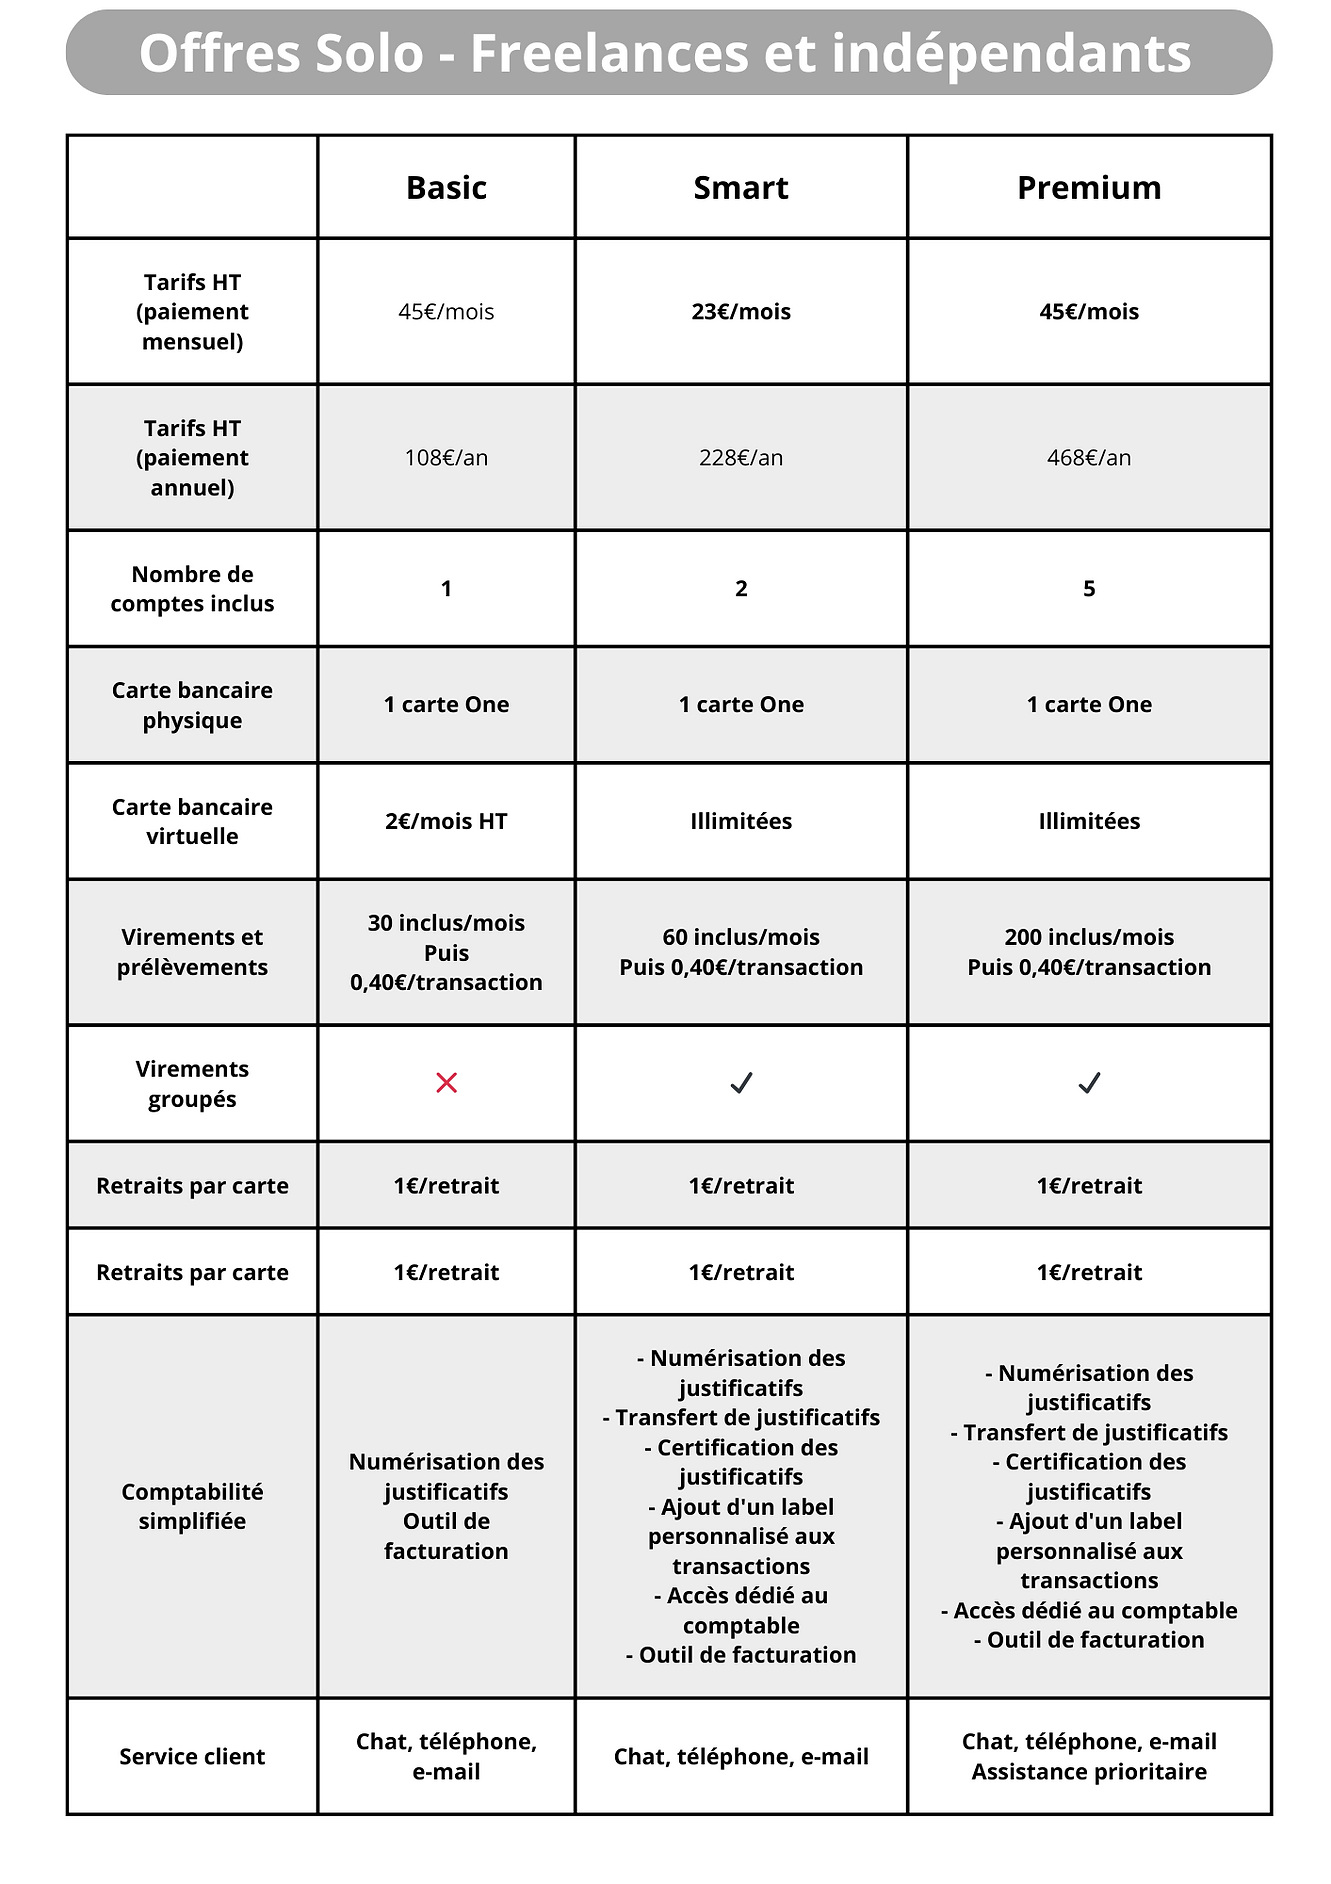 Offres Solo - Freelances et indépendants
Basic
Smart
Premium
Tarifs HT
(paiement
mensuel)
45€/mois
23€/mois
45€/mois
Tarifs HT
(paiement
annuel)
108€/an
228€/an
468€/an
Nombre de
comptes inclus
1
2
5
Carte bancaire
physique
1 carte One
1 carte One
1 carte One
Carte bancaire
virtuelle
2€/mois HT
Illimitées
Illimitées
Virements et
prélèvements
30 inclus/mois
Puis
0,40€/transaction
60 inclus/mois
Puis 0,40€/transaction
200 inclus/mois
Puis 0,40€/transaction
Virements
groupés
Retraits par carte
1€/retrait
1€/retrait
1€/retrait
Retraits par carte
1€/retrait
1€/retrait
1€/retrait
Comptabilité
simplifiée
Numérisation des
justificatifs
Outil de
facturation
- Numérisation des
justificatifs
- Transfert de justificatifs
- Certification des
justificatifs
- Ajout d'un label
personnalisé aux
transactions
- Accès dédié au
comptable
- Outil de facturation
- Numérisation des
justificatifs
- Transfert de justificatifs
- Certification des
justificatifs
- Ajout d'un label
personnalisé aux
transactions
- Accès dédié au comptable
- Outil de facturation
Service client
Chat, téléphone,
e-mail
Chat, téléphone, e-mail
Chat, téléphone, e-mail
Assistance prioritaire